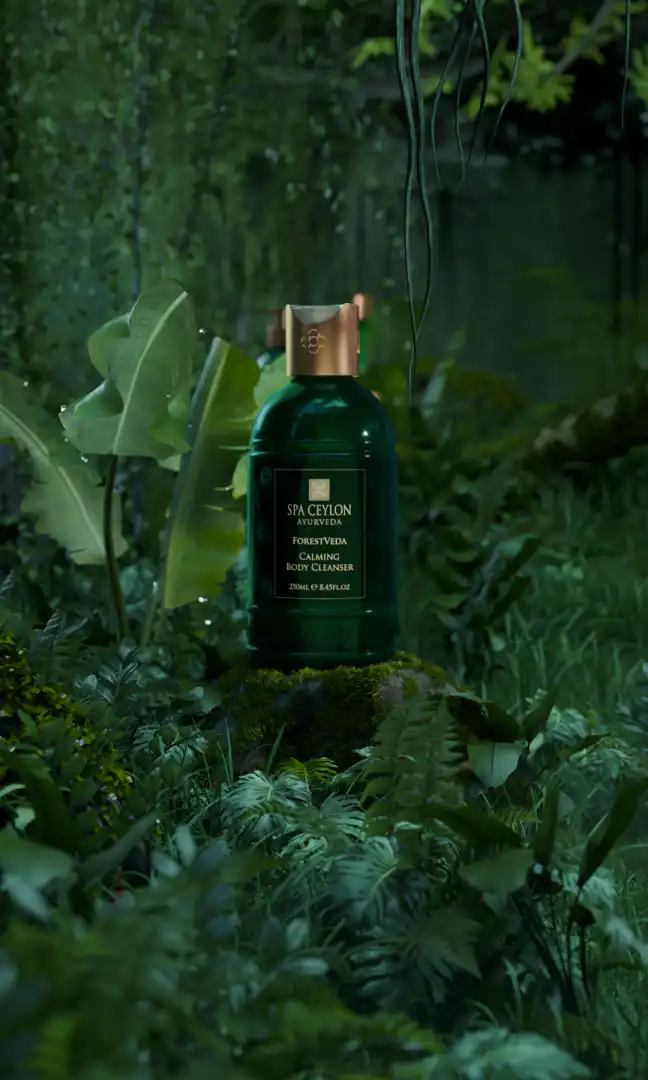 SPA CEYLON
AYURVEDA
FORESTVEDA
CALMING
BODY CLEANSER
250ML ℮ 8.45FL.OZ